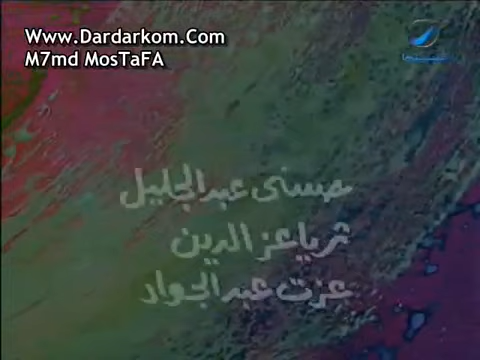 Www.Dardarkom.Com
M7md MosTaFA
حسنى عبد الجليل
ثريا عز الدين
عزت عبد الجواد